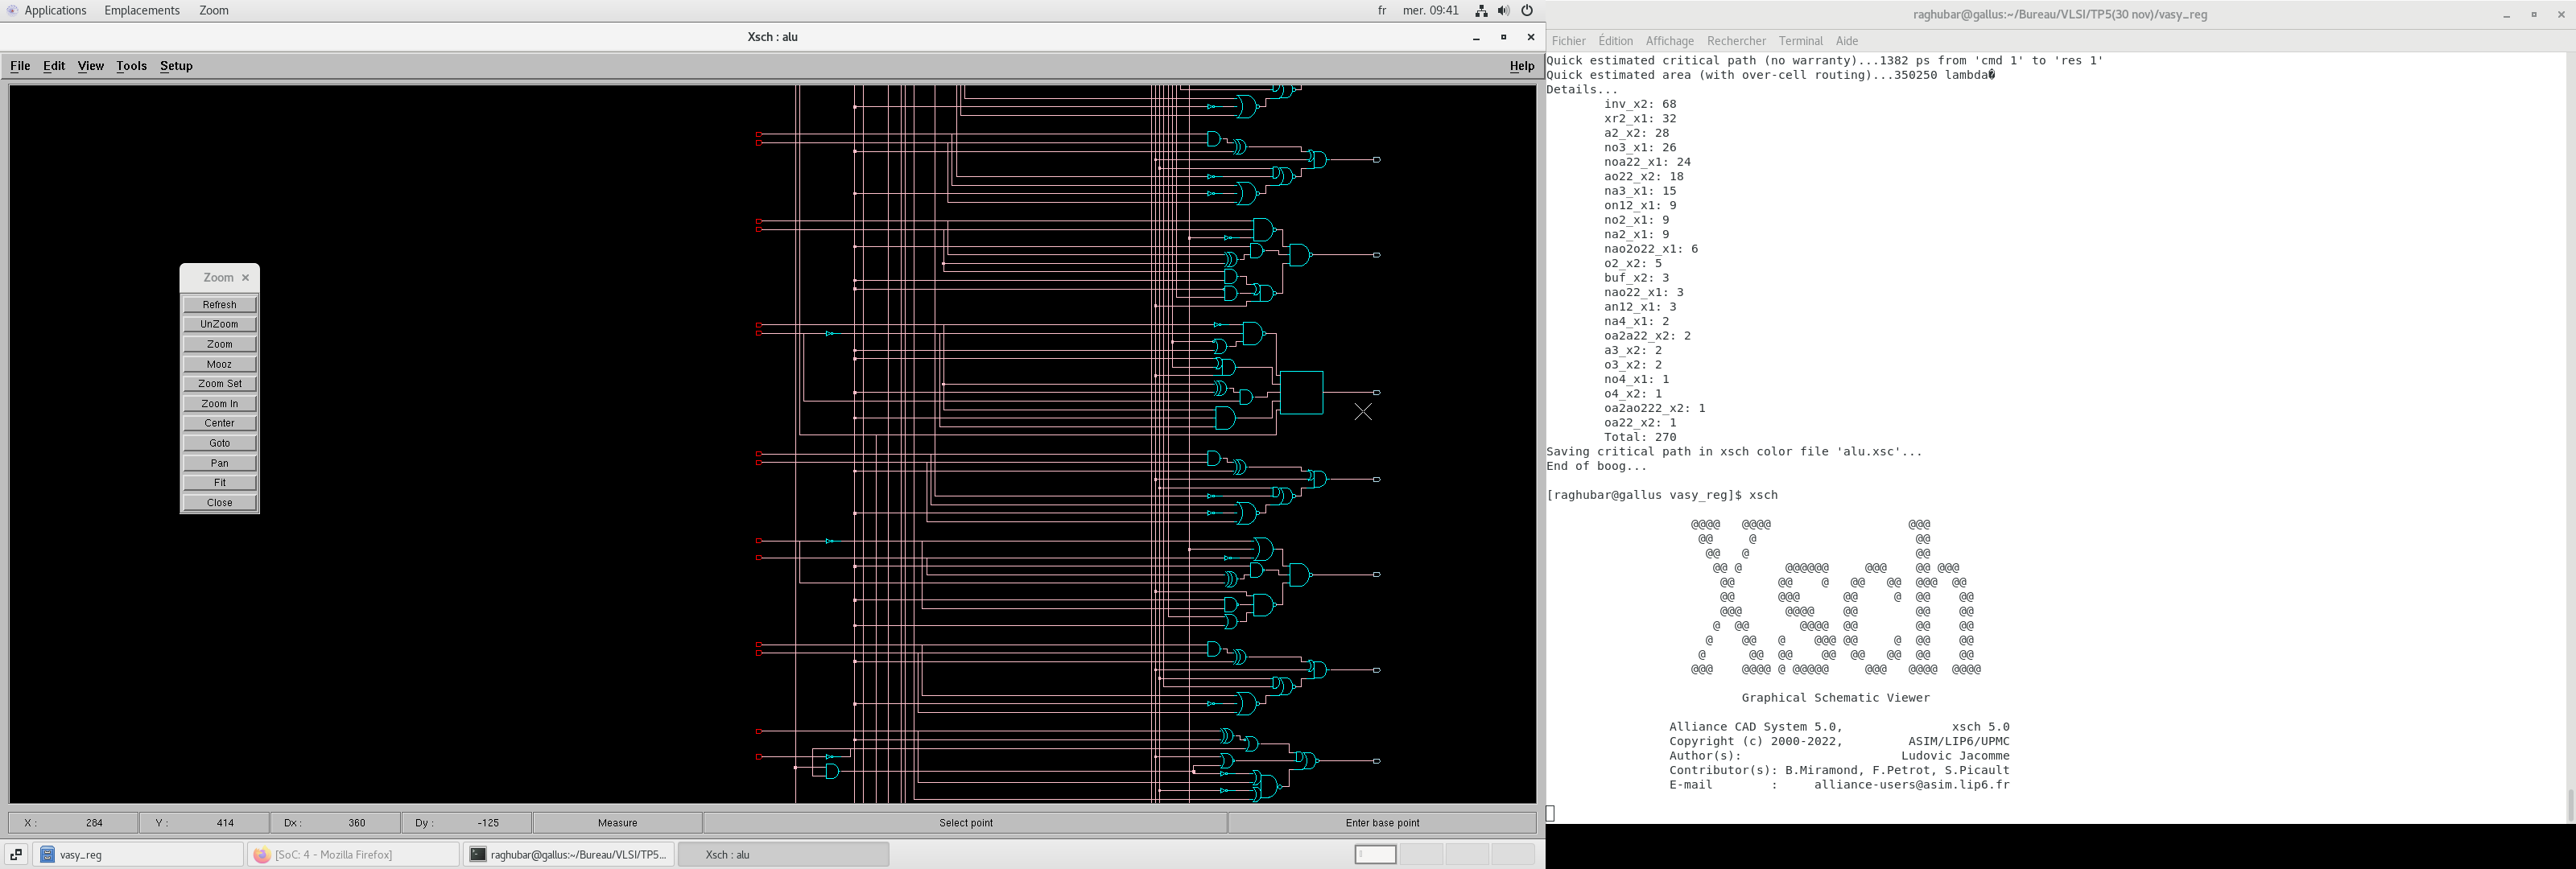 Applications Emplacements Zoom fr mer. 09:41
Xsch : alu
File Edit View Tools Setup Help
Zoom
Refresh
UnZoom
Zoom
Mooz
Zoom Set
Zoom In
Center
Goto
Pan
Fit
Close
X : 284 Y : 414 Dx : 360 Dy : -125 Measure Select point Enter base point
vasy_reg [SoC: 4 - Mozilla Firefox] raghubar@gallus:~/Bureau/VLSI/TP5... Xsch : alu
raghubar@gallus:~/Bureau/VLSI/TP5(30 nov)/vasy_reg
Fichier Édition Affichage Rechercher Terminal Aide
Quick estimated critical path (no warranty)...1382 ps from 'cmd 1' to 'res 1'
Quick estimated area (with over-cell routing)...350250 lambda�
Details...
inv_x2: 68
xr2_x1: 32
a2_x2: 28
no3_x1: 26
noa22_x1: 24
ao22_x2: 18
na3_x1: 15
on12_x1: 9
no2_x1: 9
na2_x1: 9
nao2o22_x1: 6
o2_x2: 5
buf_x2: 3
nao22_x1: 3
an12_x1: 3
na4_x1: 2
oa2a22_x2: 2
a3_x2: 2
o3_x2: 2
no4_x1: 1
o4_x2: 1
oa2ao222_x2: 1
oa22_x2: 1
Total: 270
Saving critical path in xsch color file 'alu.xsc'...
End of boog...
[raghubar@gallus vasy_reg]$ xsch
Xsch
Graphical Schematic Viewer
Alliance CAD System 5.0, xsch 5.0
Copyright (c) 2000-2022, ASIM/LIP6/UPMC
Author(s): Ludovic Jacomme
Contributor(s): B.Miramond, F.Petrot, S.Picault
E-mail : alliance-users@asim.lip6.fr